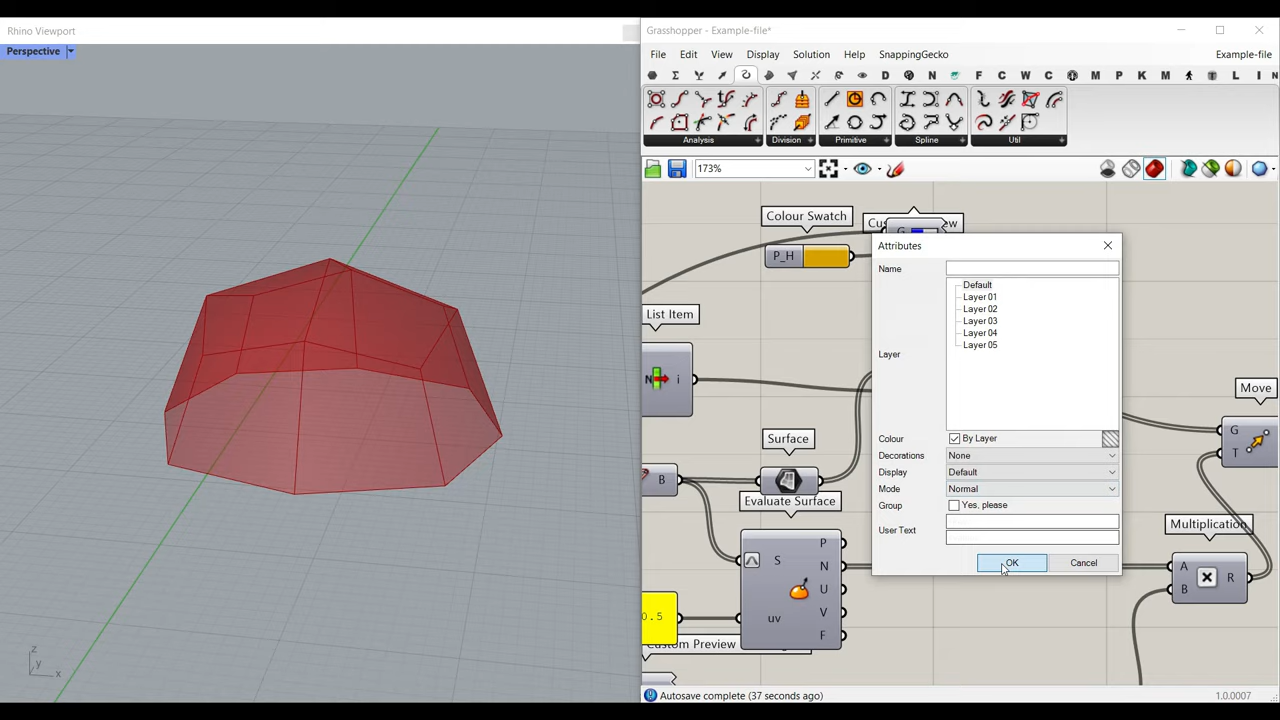 Rhino Viewport
Perspective
z
y
x
Grasshopper - Example-file*
File Edit View Display Solution Help SnappingGecko Example-file
D N F C W C M P K M L I N
Analysis Division Primitive Spline Util
173%
Colour Swatch
P_H
G
List Item
N i
Surface
B
Evaluate Surface
P
S N
U
uv V
F
0.5
Custom Preview
Move
G
T
Multiplication
A R
B
Attributes
Name
Default
Layer 01
Layer 02
Layer 03
Layer 04
Layer 05
Layer
Colour By Layer
Decorations None
Display Default
Mode Normal
Group Yes, please
User Text
OK Cancel
Autosave complete (37 seconds ago) 1.0.0007